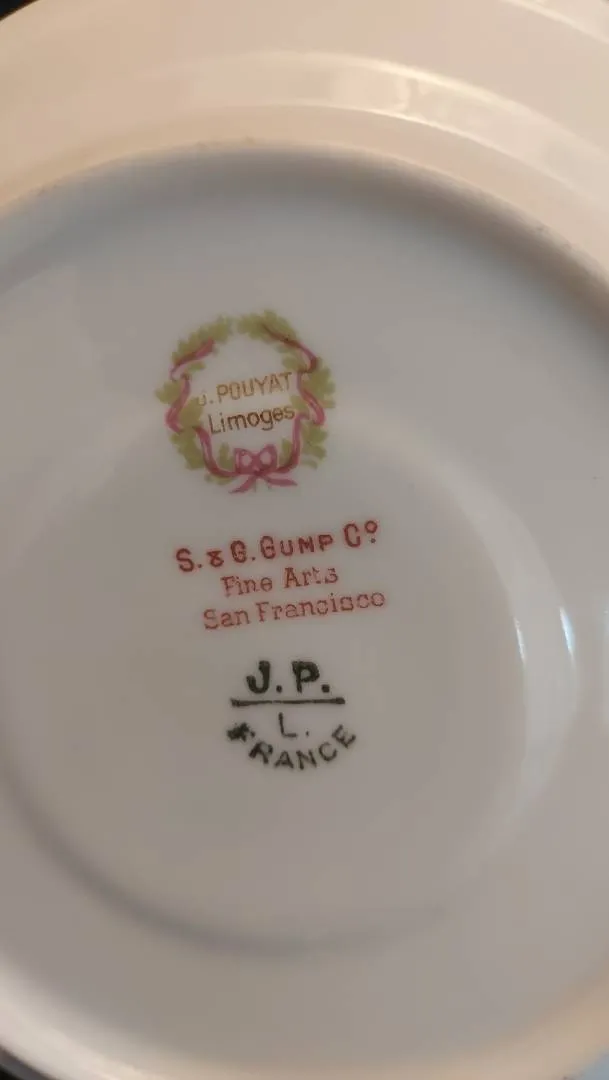 J. POUYAT
Limoges
S. & G. GUMP Cº
Fine Arts
San Francisco
J. P.
L.
FRANCE